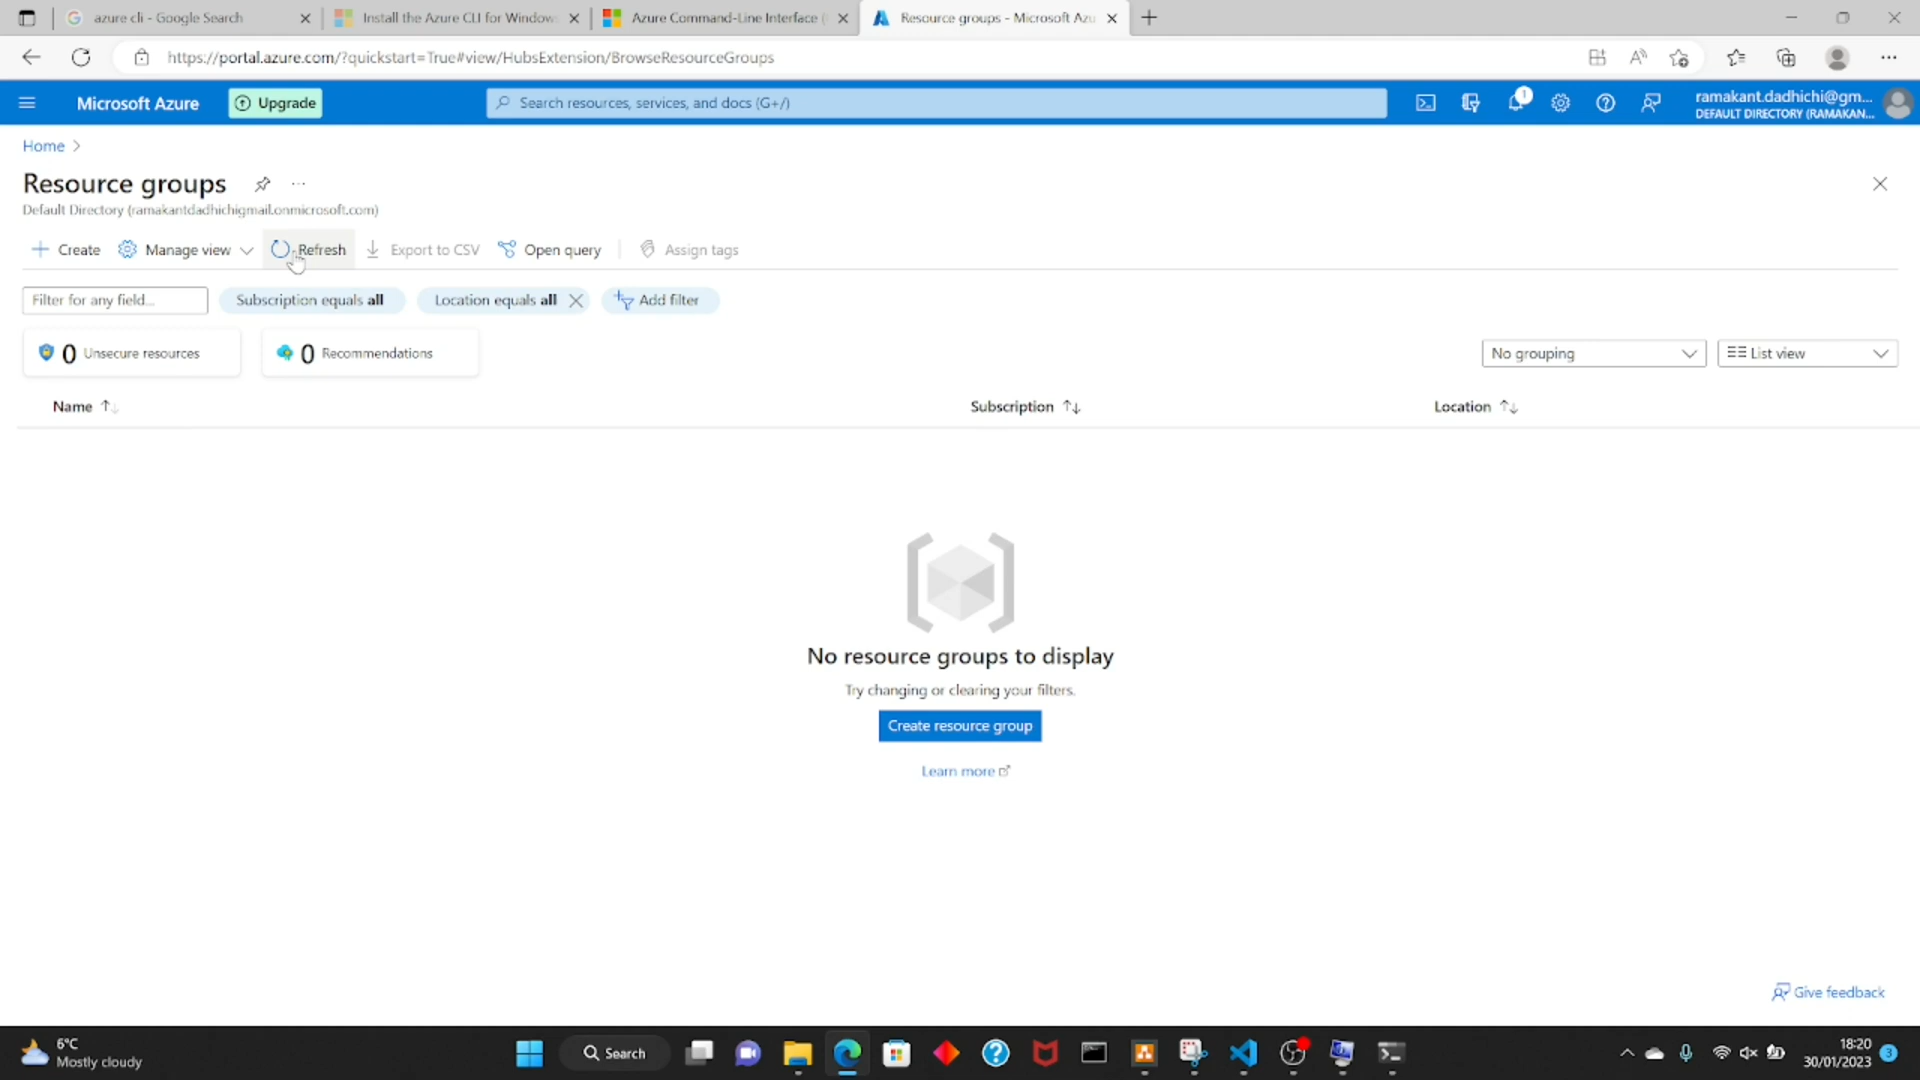 azure cli - Google Search
Install the Azure CLI for Window
Azure Command-Line Interface (
Resource groups - Microsoft Azu
https://portal.azure.com/?quickstart=True#view/HubsExtension/BrowseResourceGroups
Microsoft Azure
Upgrade
Search resources, services, and docs (G+/)
1
ramakant.dadhichi@gm...
DEFAULT DIRECTORY (RAMAKAN...
Home
Resource groups
Default Directory (ramakantdadhichigmail.onmicrosoft.com)
Create
Manage view
Refresh
Export to CSV
Open query
Assign tags
Filter for any field...
Subscription equals all
Location equals all
Add filter
0 Unsecure resources
0 Recommendations
No grouping
List view
Name
Subscription
Location
No resource groups to display
Try changing or clearing your filters.
Create resource group
Learn more
Give feedback
6°C
Mostly cloudy
Search
18:20
30/01/2023
3